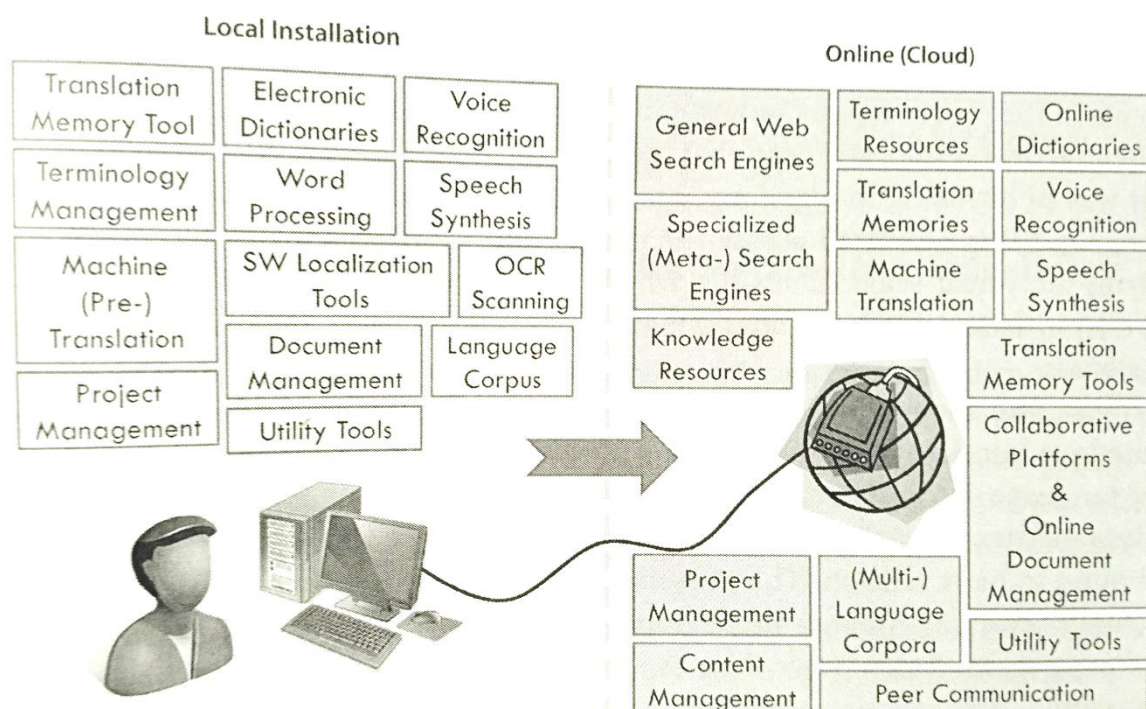 Local Installation
Translation
Memory Tool
Electronic
Dictionaries
Voice
Recognition
Terminology
Management
Word
Processing
Speech
Synthesis
Machine
(Pre-)
Translation
SW Localization
Tools
OCR
Scanning
Document
Management
Language
Corpus
Project
Management
Utility Tools
Online (Cloud)
General Web
Search Engines
Terminology
Resources
Online
Dictionaries
Translation
Memories
Voice
Recognition
Specialized
(Meta-) Search
Engines
Machine
Translation
Speech
Synthesis
Knowledge
Resources
Translation
Memory Tools
Collaborative
Platforms
&
Online
Document
Management
Project
Management
(Multi-)
Language
Corpora
Utility Tools
Content
Management
Peer Communication